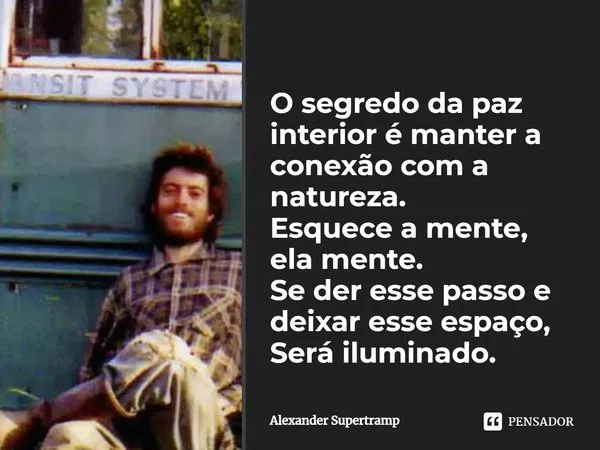 ANSIT SYSTEM
O segredo da paz
interior é manter a
conexão com a
natureza.
Esquece a mente,
ela mente.
Se der esse passo e
deixar esse espaço,
Será iluminado.
Alexander Supertramp
PENSADOR